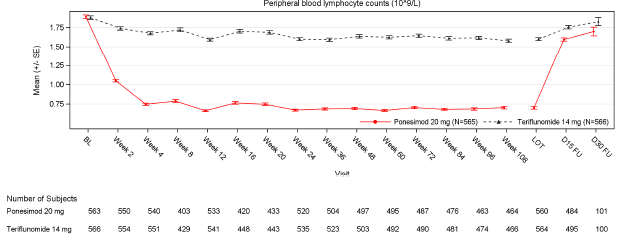 Peripheral blood lymphocyte counts (10^9/L)
Mean (+/- SE)
1.75
1.50
1.25
1.00
0.75
Ponesimod 20 mg (N=565) Teriflunomide 14 mg (N=566)
BL Week 2 Week 4 Week 8 Week 12 Week 16 Week 20 Week 24 Week 36 Week 48 Week 60 Week 72 Week 84 Week 96 Week 108 LOT D15 FU D30 FU
Visit
Number of Subjects
Ponesimod 20 mg 563 550 540 403 533 420 433 520 504 497 495 487 476 463 464 560 484 101
Teriflunomide 14 mg 566 554 551 429 541 448 443 535 523 503 492 490 481 474 466 564 495 100